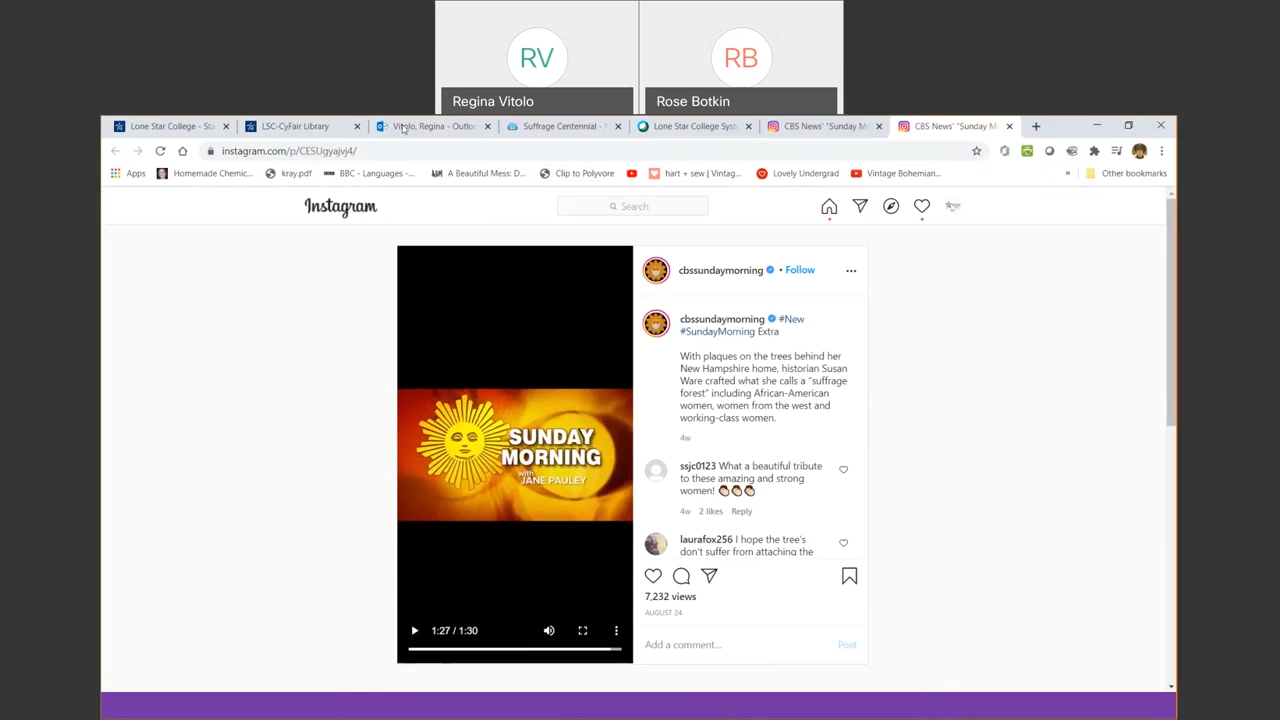 RV
RB
Regina Vitolo
Rose Botkin
Lone Star College - Sta
LSC-CyFair Library
Vitolo, Regina - Outloo
Suffrage Centennial -
Lone Star College Syst
CBS News' "Sunday M
CBS News' "Sunday M
instagram.com/p/CESUgyajvj4/
Apps
Homemade Chemic...
kray.pdf
BBC - Languages -...
A Beautiful Mess: D...
Clip to Polyvore
hart + sew | Vintag...
Lovely Undergrad
Vintage Bohemian...
»
Other bookmarks
Instagram
Search
cbssundaymorning • Follow
cbssundaymorning #New
#SundayMorning Extra
With plaques on the trees behind her
New Hampshire home, historian Susan
Ware crafted what she calls a "suffrage
forest" including African-American
women, women from the west and
working-class women.
4w
ssjc0123 What a beautiful tribute
to these amazing and strong
women! 👏🏻👏🏻👏🏻
4w 2 likes Reply
laurafox256 I hope the tree's
don't suffer from attaching the
7,232 views
AUGUST 24
Add a comment...
Post
SUNDAY
MORNING
with
JANE PAULEY
1:27 / 1:30